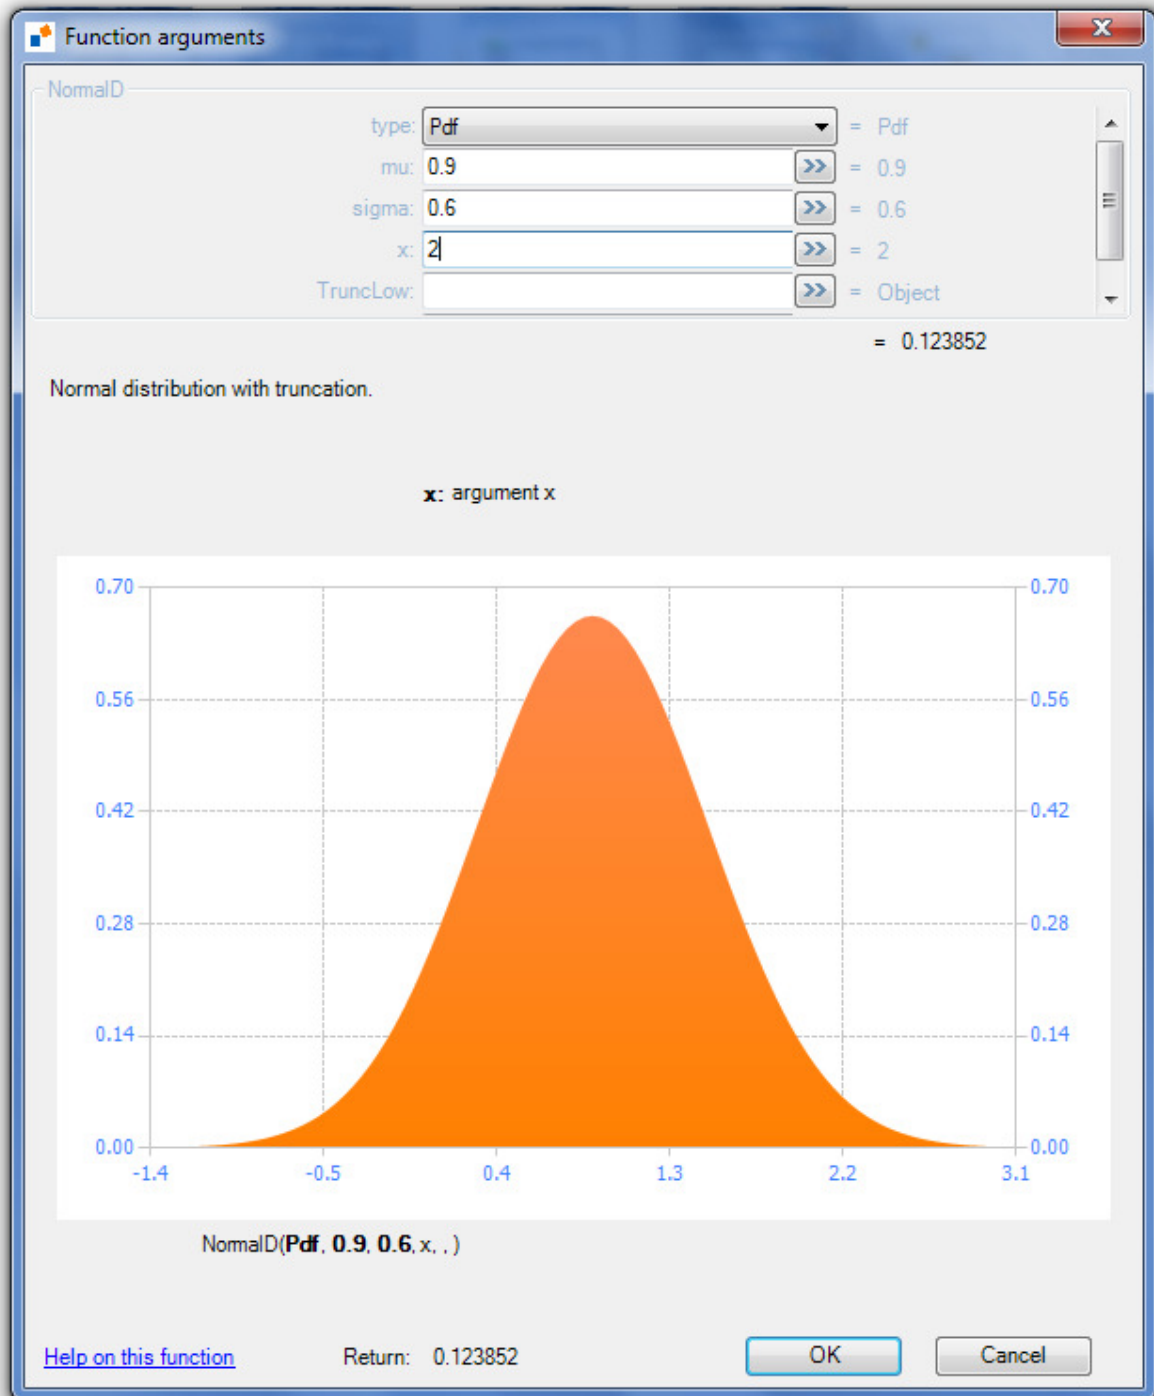 Function arguments
NormalD
type: Pdf = Pdf
mu: 0.9 >> = 0.9
sigma: 0.6 >> = 0.6
x: 2 >> = 2
TruncLow: >> = Object
= 0.123852
Normal distribution with truncation.
x: argument x
0.70 0.70
0.56 0.56
0.42 0.42
0.28 0.28
0.14 0.14
0.00 0.00
-1.4 -0.5 0.4 1.3 2.2 3.1
NormalD(Pdf, 0.9, 0.6, x, , )
Help on this function Return: 0.123852 OK Cancel